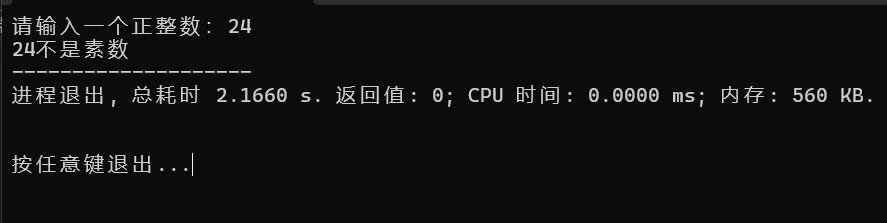 请输入一个正整数: 24
24不是素数
--------------------
进程退出, 总耗时 2.1660 s. 返回值: 0; CPU 时间: 0.0000 ms; 内存: 560 KB.
按任意键退出...